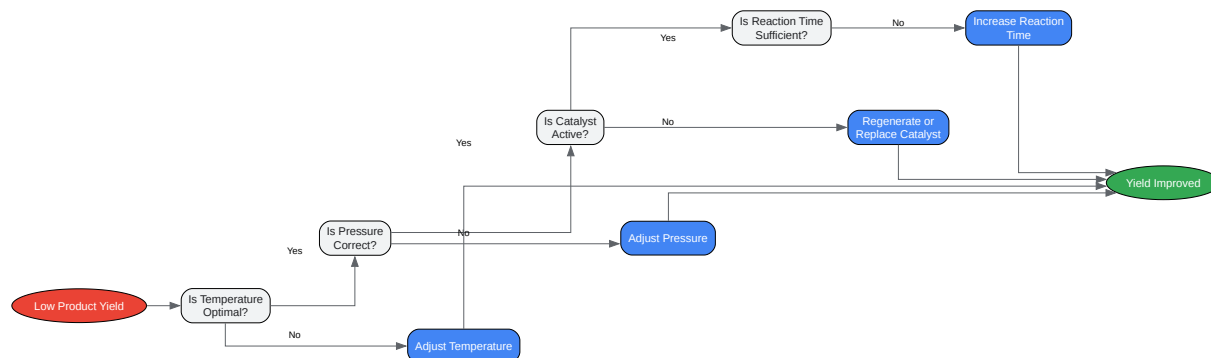 Is Reaction Time
Sufficient?
No
Increase Reaction
Time
Yes
Is Catalyst
Active?
No
Regenerate or
Replace Catalyst
Yes
Yield Improved
Is Pressure
Correct?
No
Adjust Pressure
Yes
Low Product Yield
Is Temperature
Optimal?
No
Adjust Temperature